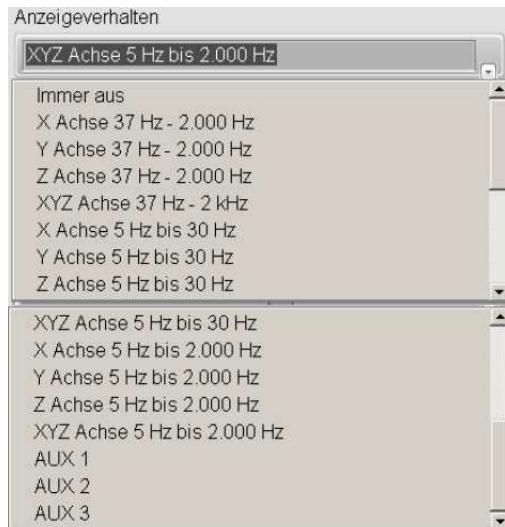 Anzeigeverhalten
XYZ Achse 5 Hz bis 2.000 Hz
Immer aus
X Achse 37 Hz - 2.000 Hz
Y Achse 37 Hz - 2.000 Hz
Z Achse 37 Hz - 2.000 Hz
XYZ Achse 37 Hz - 2 kHz
X Achse 5 Hz bis 30 Hz
Y Achse 5 Hz bis 30 Hz
Z Achse 5 Hz bis 30 Hz
XYZ Achse 5 Hz bis 30 Hz
X Achse 5 Hz bis 2.000 Hz
Y Achse 5 Hz bis 2.000 Hz
Z Achse 5 Hz bis 2.000 Hz
XYZ Achse 5 Hz bis 2.000 Hz
AUX 1
AUX 2
AUX 3